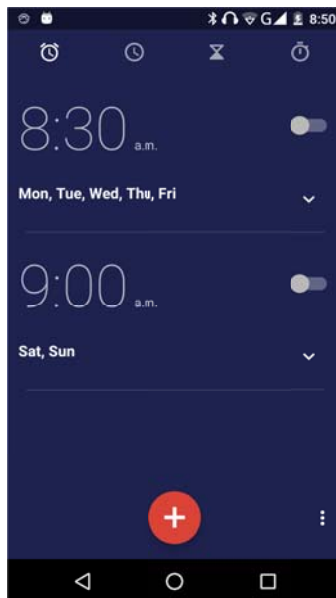 G 8:50
8:30 a.m.
Mon, Tue, Wed, Thu, Fri
9:00 a.m.
Sat, Sun